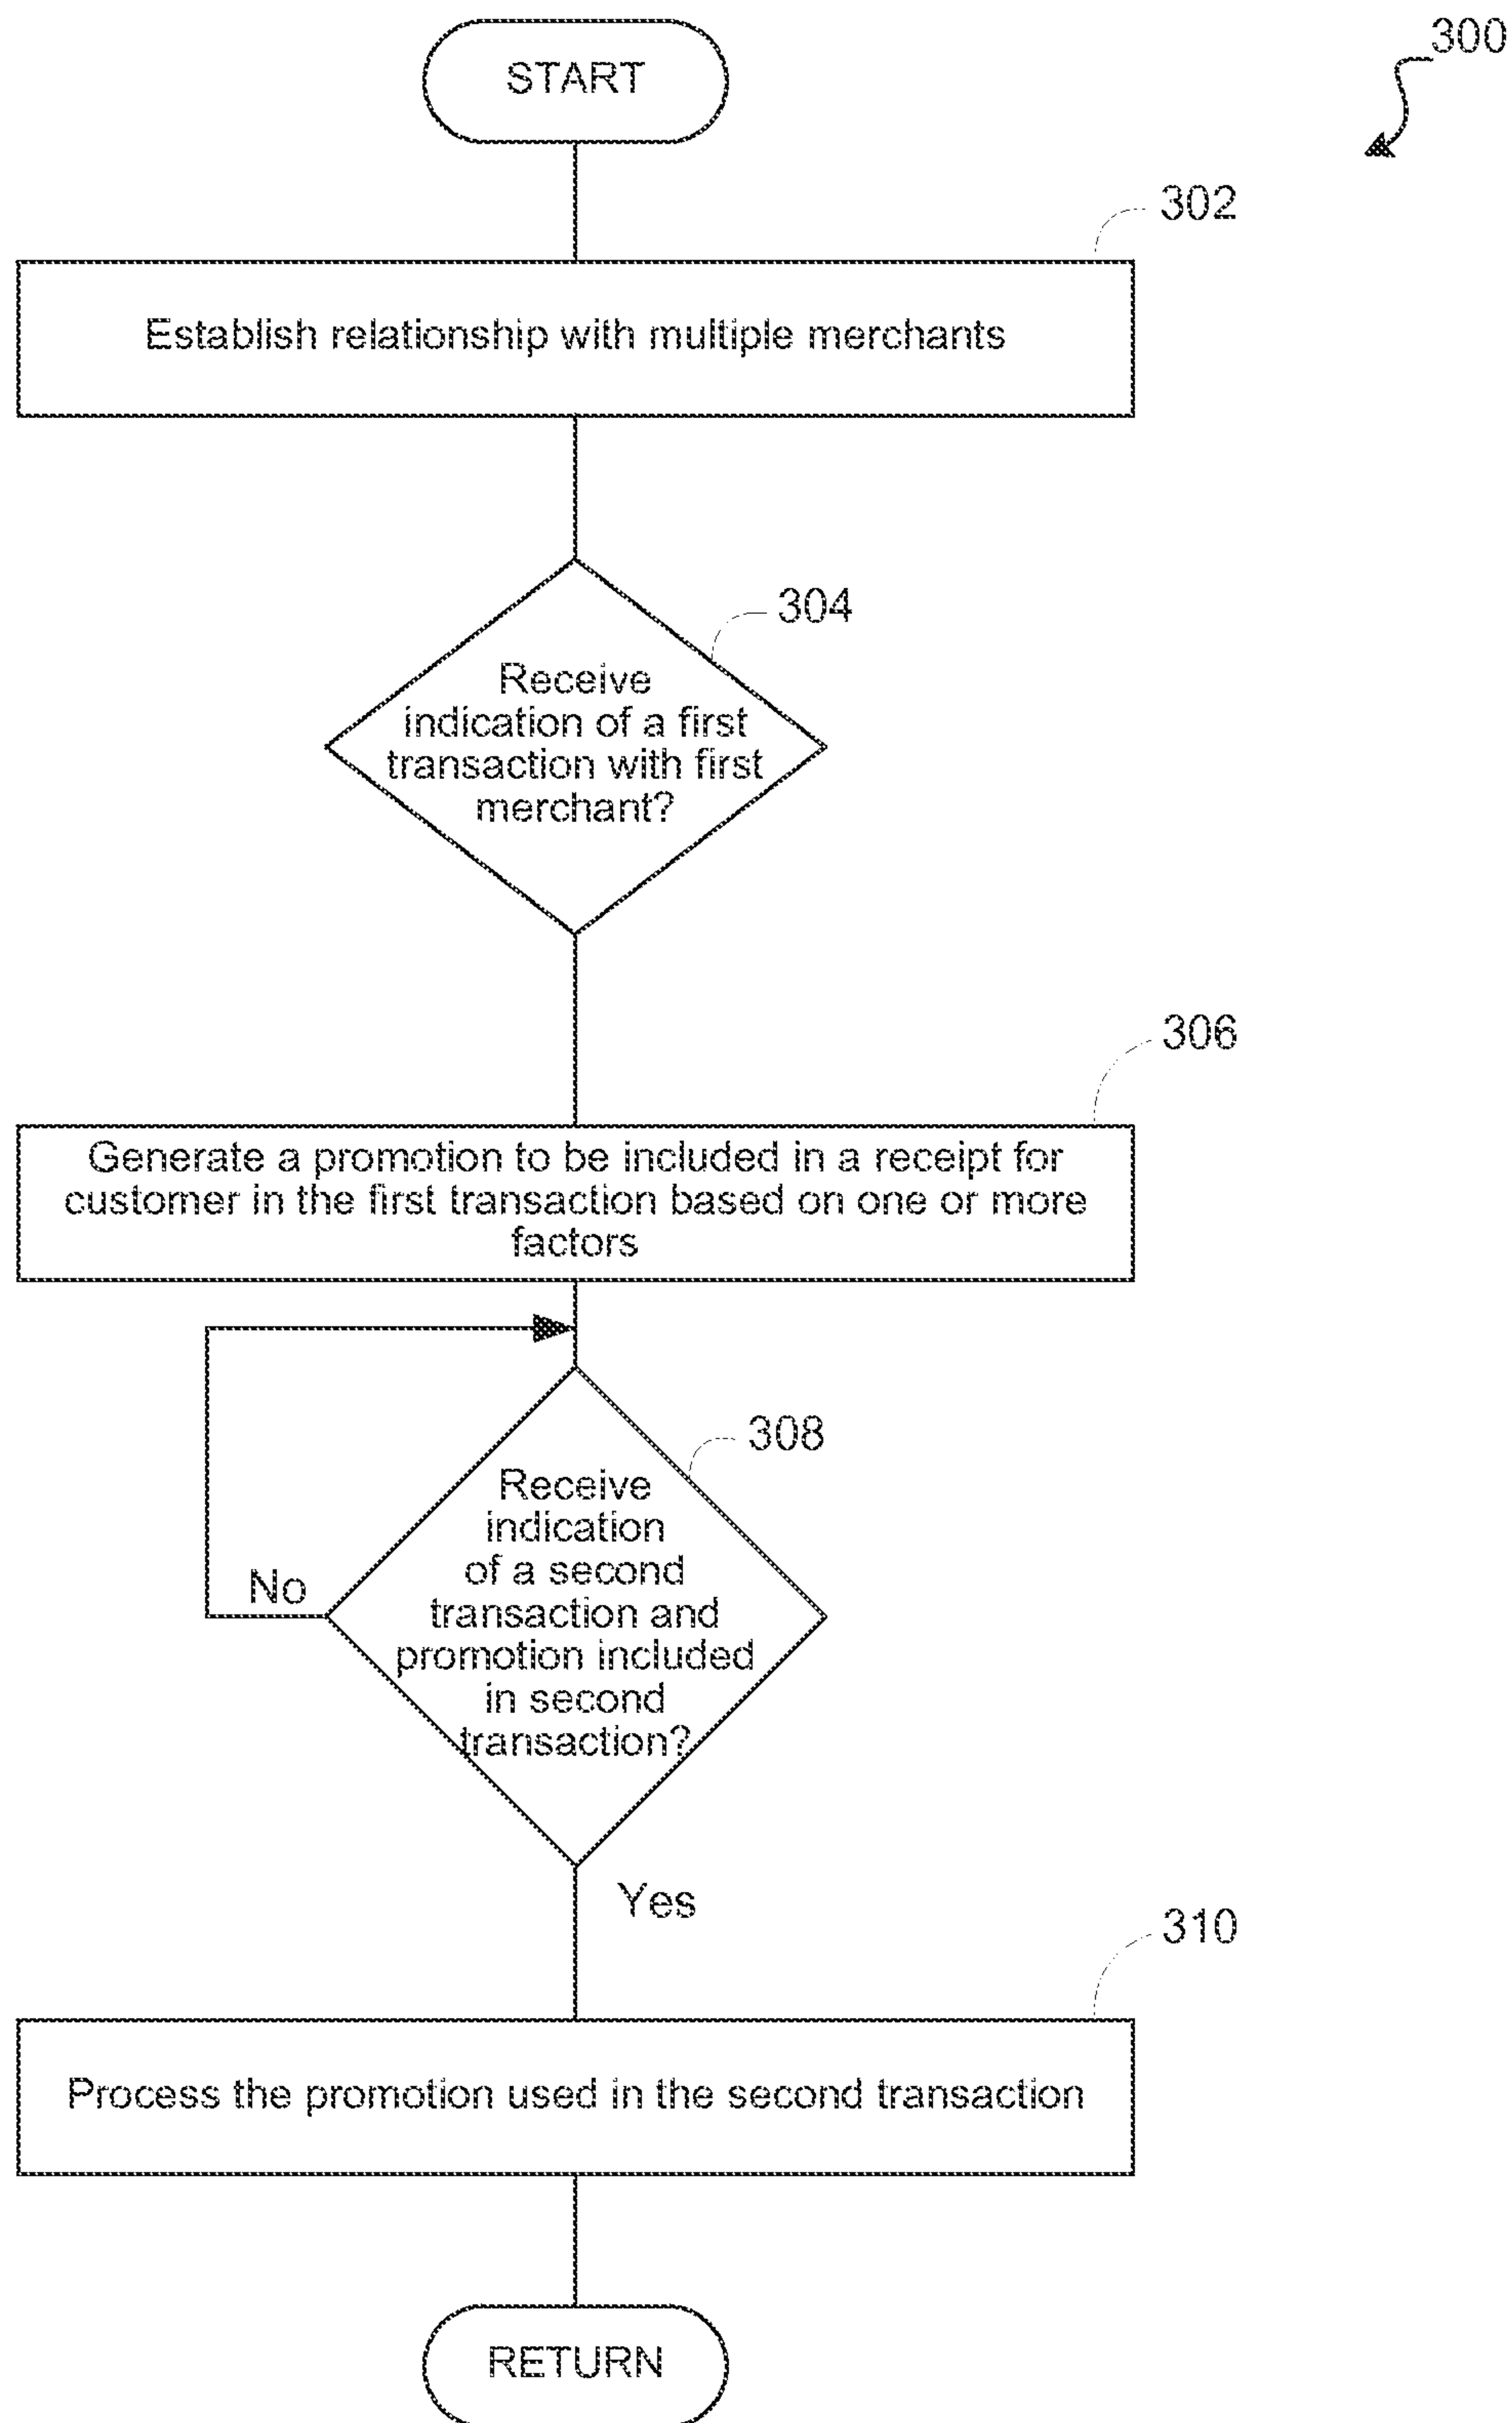 START
300
302
Establish relationship with multiple merchants
304
Receive
indication of a first
transaction with first
merchant?
306
Generate a promotion to be included in a receipt for
customer in the first transaction based on one or more
factors
308
Receive
indication
of a second
transaction and
promotion included
in second
transaction?
No
Yes
310
Process the promotion used in the second transaction
RETURN